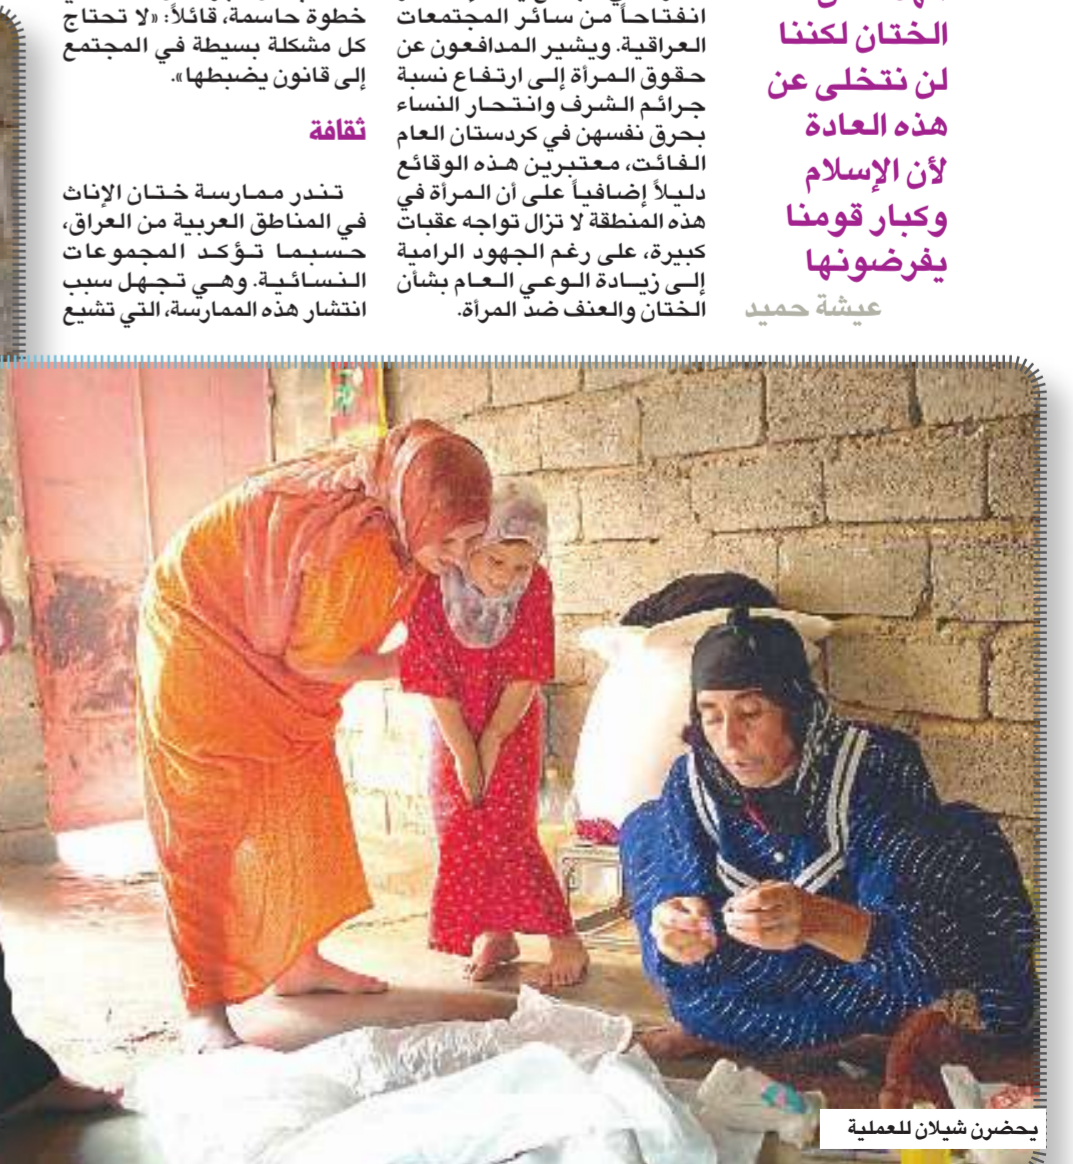 الختان لكننا
لن نتخلى عن
هذه العادة
لأن الإسلام
وكبار قومنا
يفرضونها
عيشة حميد
انفتاحاً من سائر المجتمعات
العراقية. ويشير المدافعون عن
حقوق المرأة إلى ارتفاع نسبة
جرائم الشرف وانتحار النساء
بحرق نفسهن في كردستان العام
الفائت، معتبرين هذه الوقائع
دليلاً إضافياً على أن المرأة في
هذه المنطقة لا تزال تواجه عقبات
كبيرة، على رغم الجهود الرامية
إلى زيادة الوعي العام بشأن
الختان والعنف ضد المرأة.
خطوة حاسمة، قائلاً: «لا تحتاج
كل مشكلة بسيطة في المجتمع
إلى قانون يضبطها».
ثقافة
تندر ممارسة ختان الإناث
في المناطق العربية من العراق،
حسبما تؤكد المجموعات
النسائية. وهي تجهل سبب
انتشار هذه الممارسة، التي تشيع
يحضرن شيلان للعملية